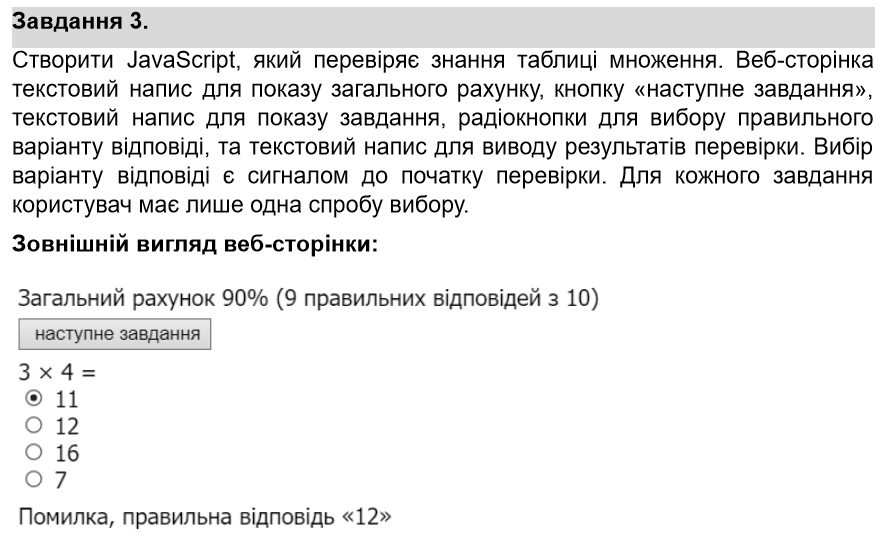 Завдання 3.
Створити JavaScript, який перевіряє знання таблиці множення. Веб-сторінка
текстовий напис для показу загального рахунку, кнопку «наступне завдання»,
текстовий напис для показу завдання, радіокнопки для вибору правильного
варіанту відповіді, та текстовий напис для виводу результатів перевірки. Вибір
варіанту відповіді є сигналом до початку перевірки. Для кожного завдання
користувач має лише одна спробу вибору.
Зовнішній вигляд веб-сторінки:
Загальний рахунок 90% (9 правильних відповідей з 10)
наступне завдання
3 × 4 =
11
12
16
7
Помилка, правильна відповідь «12»